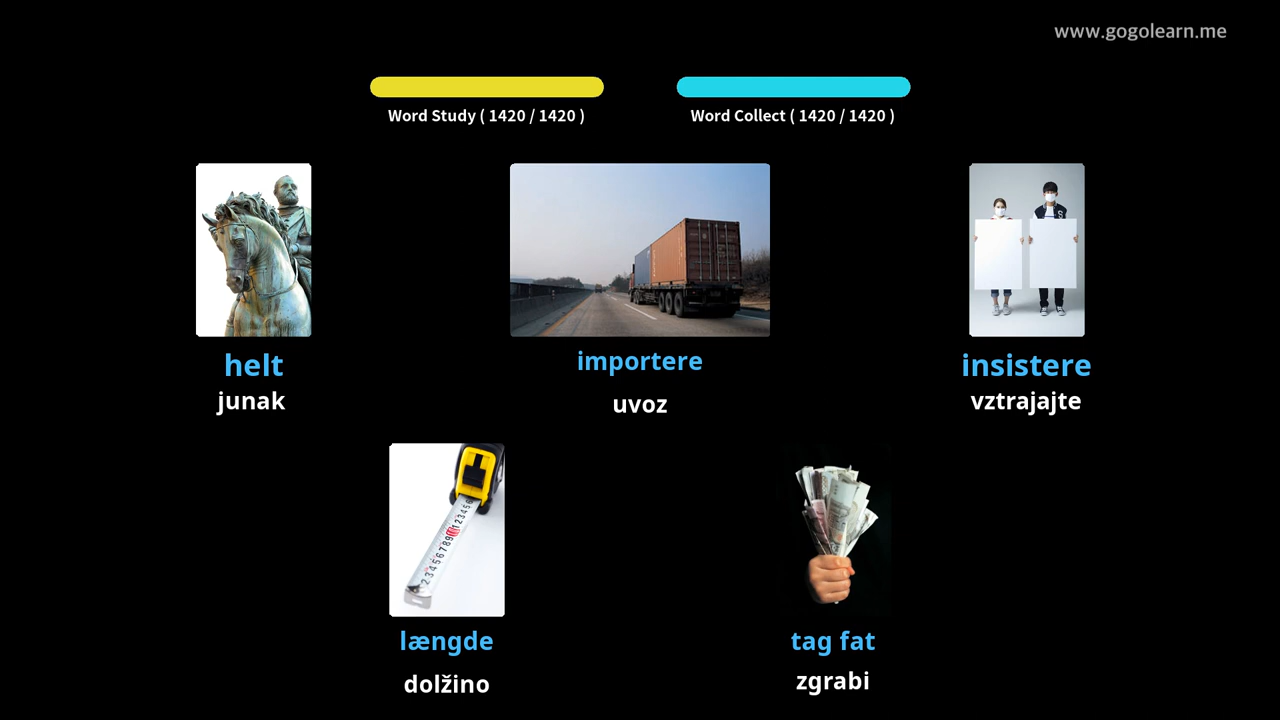 www.gogolearn.me
Word Study ( 1420 / 1420 )
Word Collect ( 1420 / 1420 )
helt
junak
importere
uvoz
insistere
vztrajajte
længde
dolžino
tag fat
zgrabi